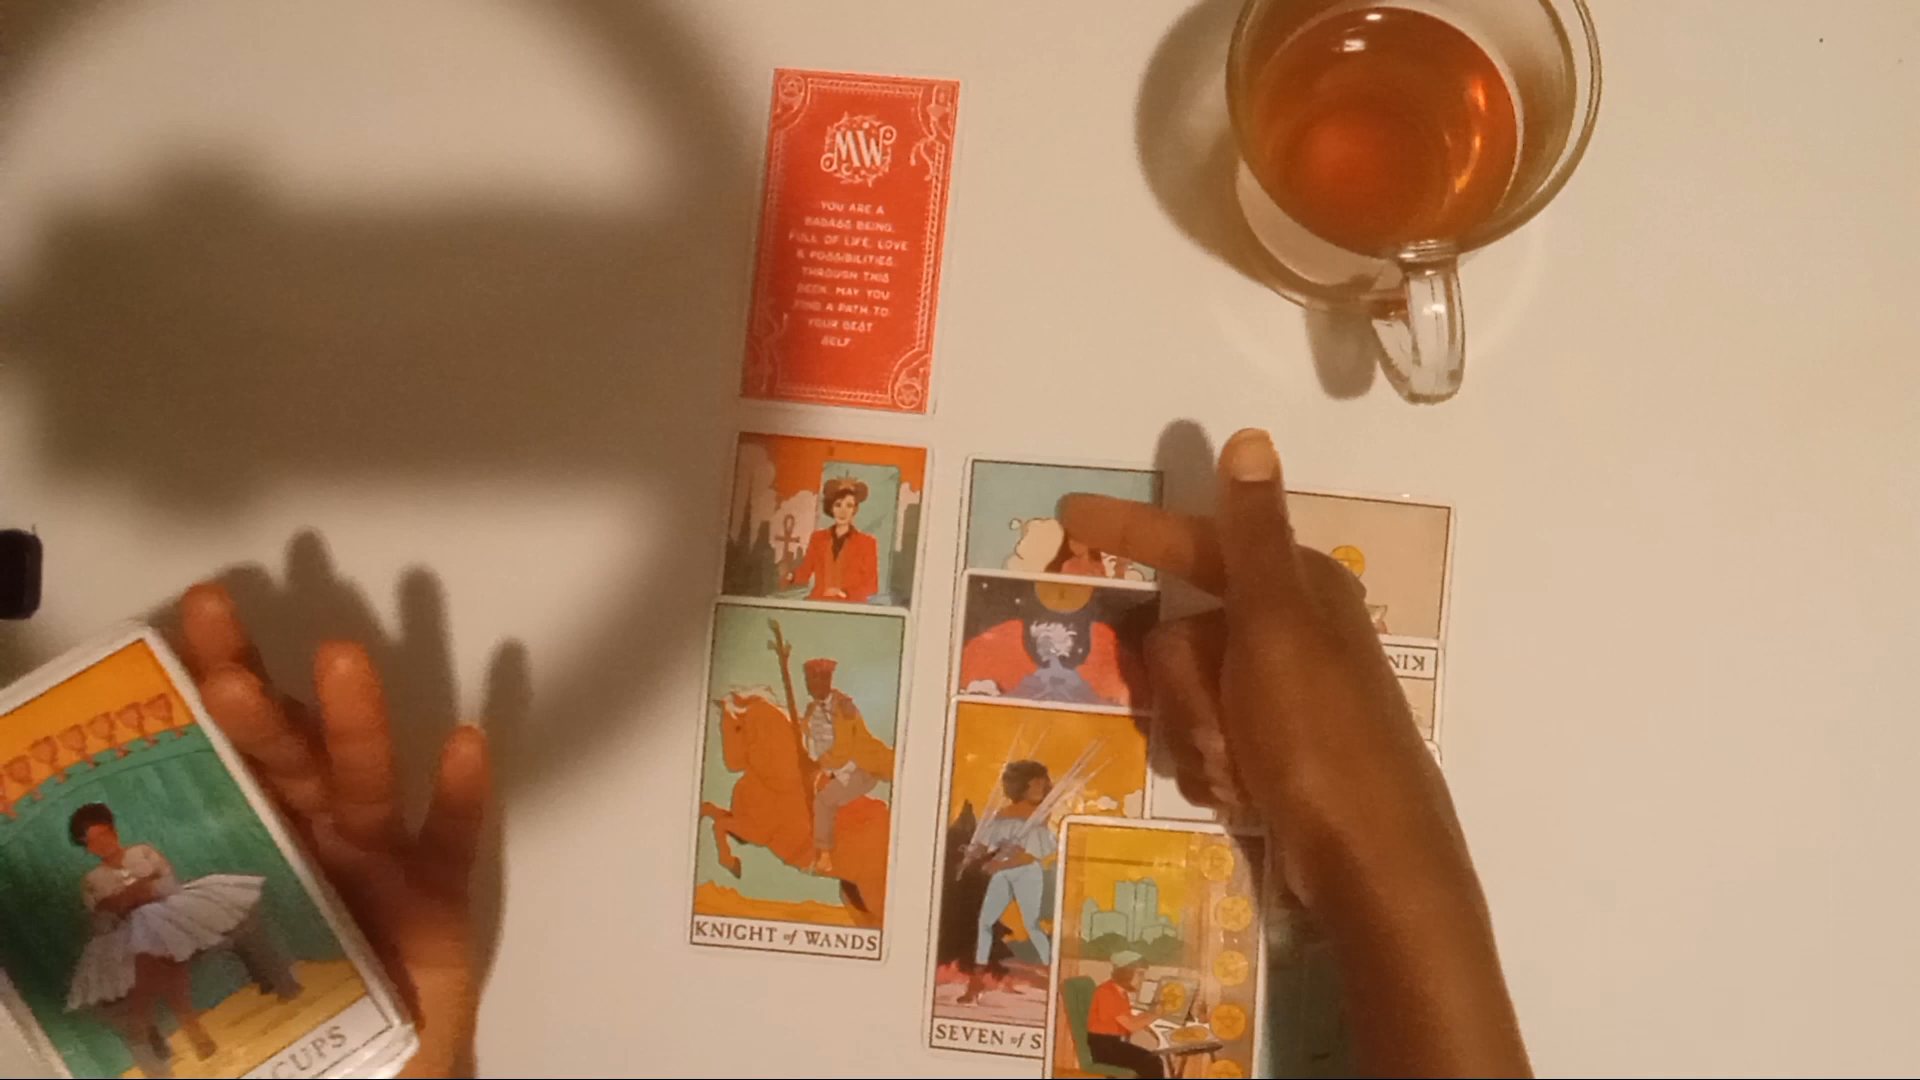 MW
YOU ARE A
BADASS BEING,
FULL OF LIFE, LOVE
& POSSIBILITIES.
THROUGH THIS
DECK, MAY YOU
FIND A PATH TO
YOUR BEST
SELF
KIN
KNIGHT of WANDS
SEVEN of S
CUPS